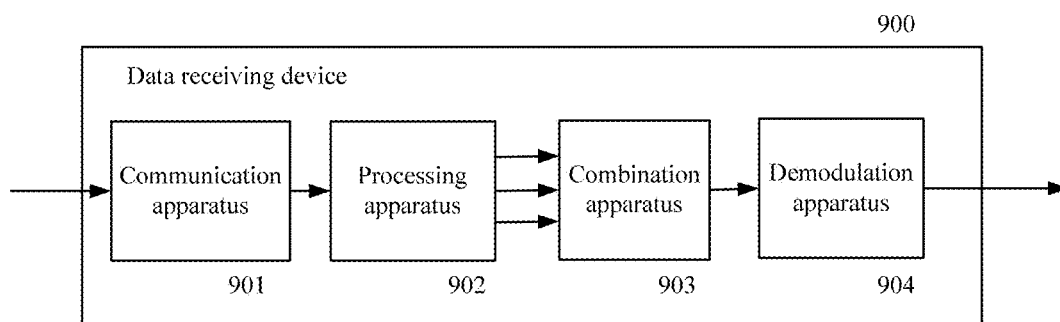 900
Data receiving device
Communication
apparatus
Processing
apparatus
Combination
apparatus
Demodulation
apparatus
901
902
903
904